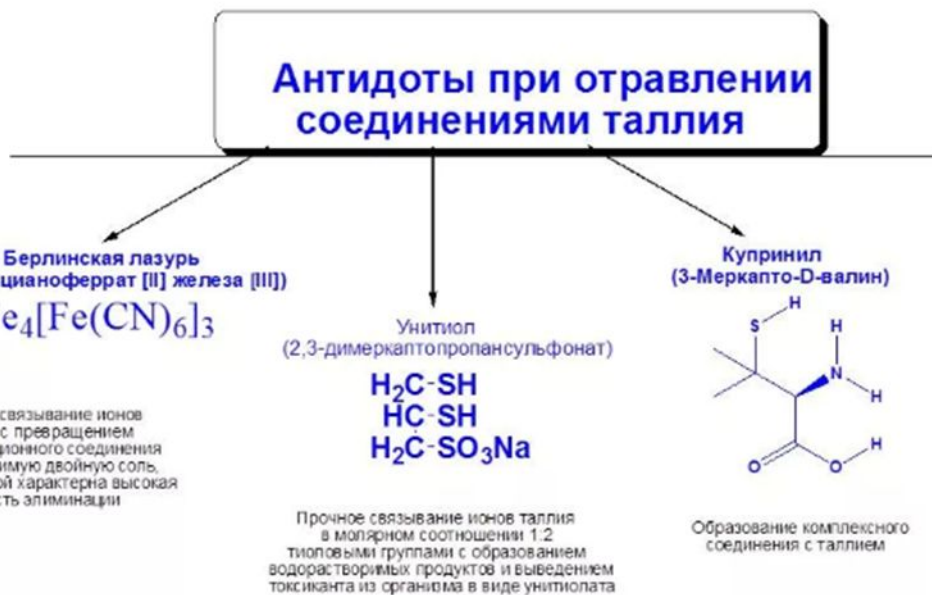 Антидоты при отравлении
соединениями таллия
Берлинская лазурь
цианоферрат [II] железа [III])
e₄[Fe(CN)₆]₃
связывание ионов
с превращением
ционного соединения
имую двойную соль,
ой характерна высокая
сть элиминации
Унитиол
(2,3-димеркаптопропансульфонат)
H₂C-SH
HC-SH
H₂C-SO₃Na
Прочное связывание ионов таллия
в молярном соотношении 1:2
тиоловыми группами с образованием
водорастворимых продуктов и выведением
токсиканта из организма в виде унитиолата
Купринил
(3-Меркапто-D-валин)
H
S H
N
H
O O H
Образование комплексного
соединения с таллием